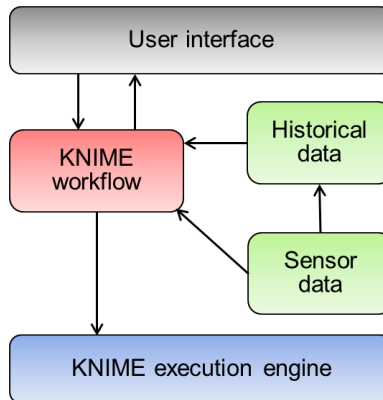 User interface
KNIME
workflow
Historical
data
Sensor
data
KNIME execution engine